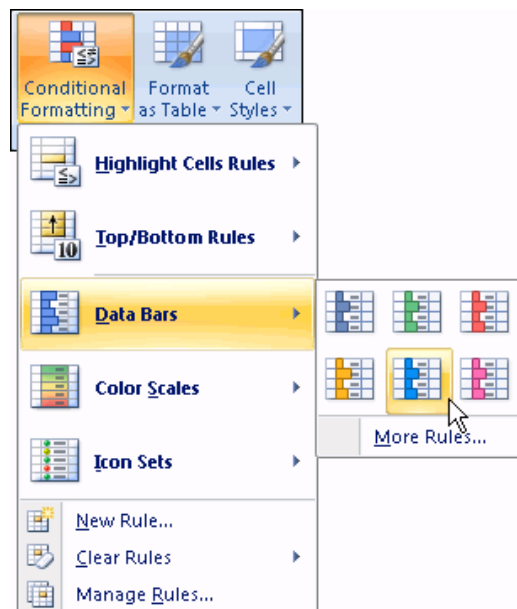 Conditional Formatting
Format as Table
Cell Styles
Highlight Cells Rules
10
Top/Bottom Rules
Data Bars
Color Scales
Icon Sets
More Rules...
New Rule...
Clear Rules
Manage Rules...